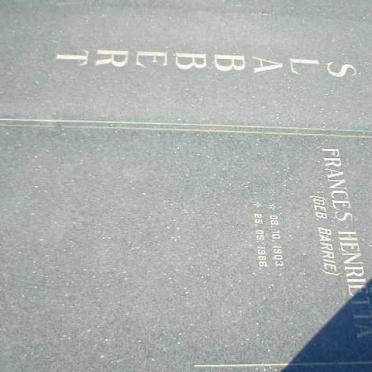 SLABBERT
FRANCES HENRIETTA
(GEB. BARRIE)
☆ 08.10.1903
✝ 25.05.1986